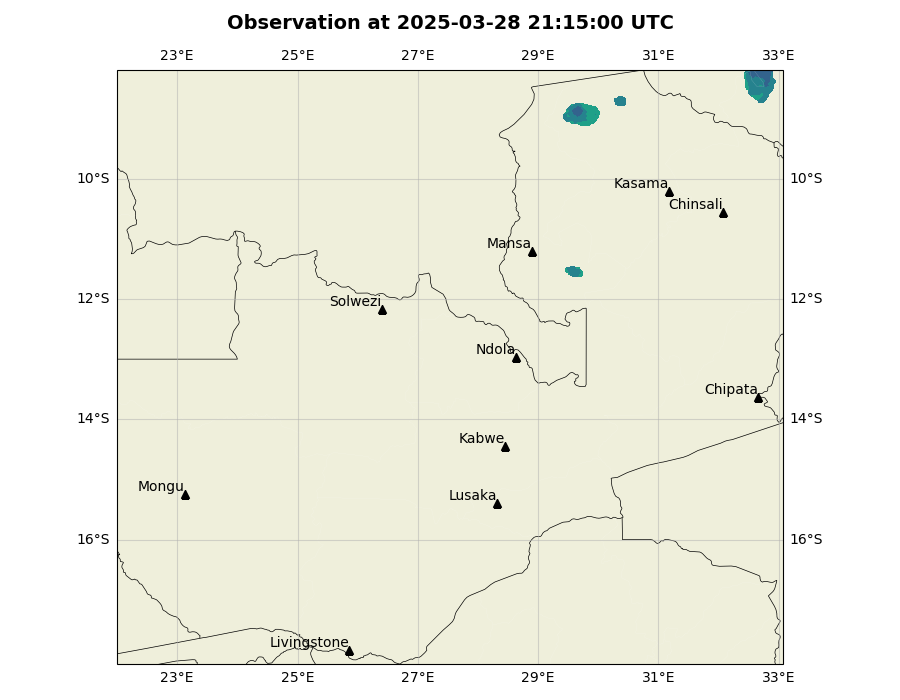 Observation at 2025-03-28 21:15:00 UTC
23°E 25°E 27°E 29°E 31°E 33°E
10°S 10°S
Kasama
Chinsali
Mansa
12°S 12°S
Solwezi
Ndola
Chipata
14°S 14°S
Kabwe
Mongu
Lusaka
16°S 16°S
Livingstone
23°E 25°E 27°E 29°E 31°E 33°E